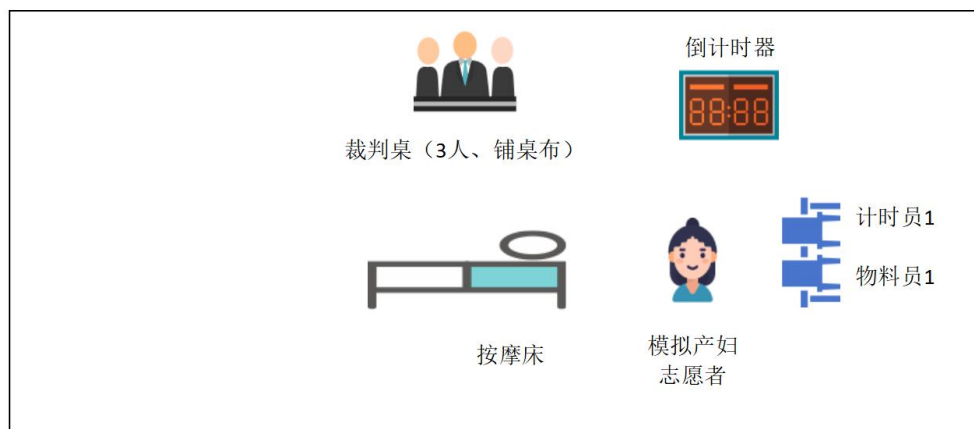 倒计时器
88:88
裁判桌（3人、铺桌布）
计时员1
物料员1
按摩床
模拟产妇
志愿者